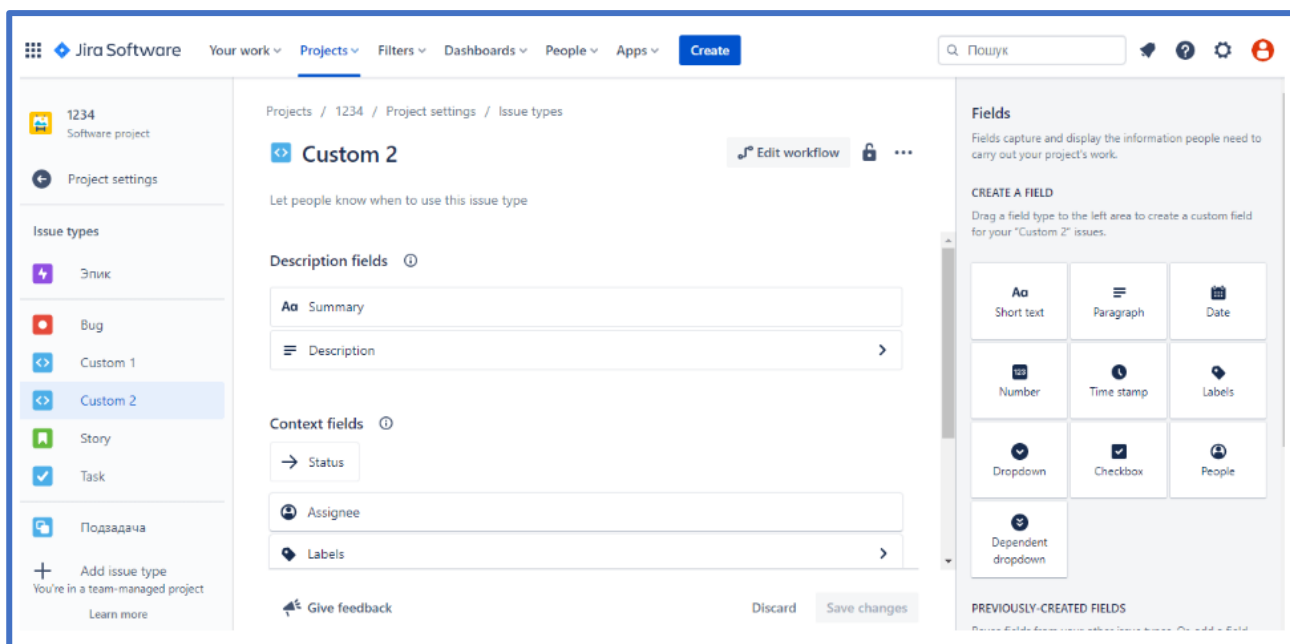 Jira Software Your work Projects Filters Dashboards People Apps Create Пошук
1234
Software project
Project settings
Issue types
Эпик
Bug
Custom 1
Custom 2
Story
Task
Подзадача
Add issue type
You're in a team-managed project
Learn more
Projects / 1234 / Project settings / Issue types
Custom 2
Edit workflow
Let people know when to use this issue type
Description fields
Aa Summary
Description
Context fields
Status
Assignee
Labels
Give feedback
Discard Save changes
Fields
Fields capture and display the information people need to
carry out your project's work.
CREATE A FIELD
Drag a field type to the left area to create a custom field
for your "Custom 2" issues.
Aa
Short text Paragraph Date
123
Number Time stamp Labels
Dropdown Checkbox People
Dependent
dropdown
PREVIOUSLY-CREATED FIELDS